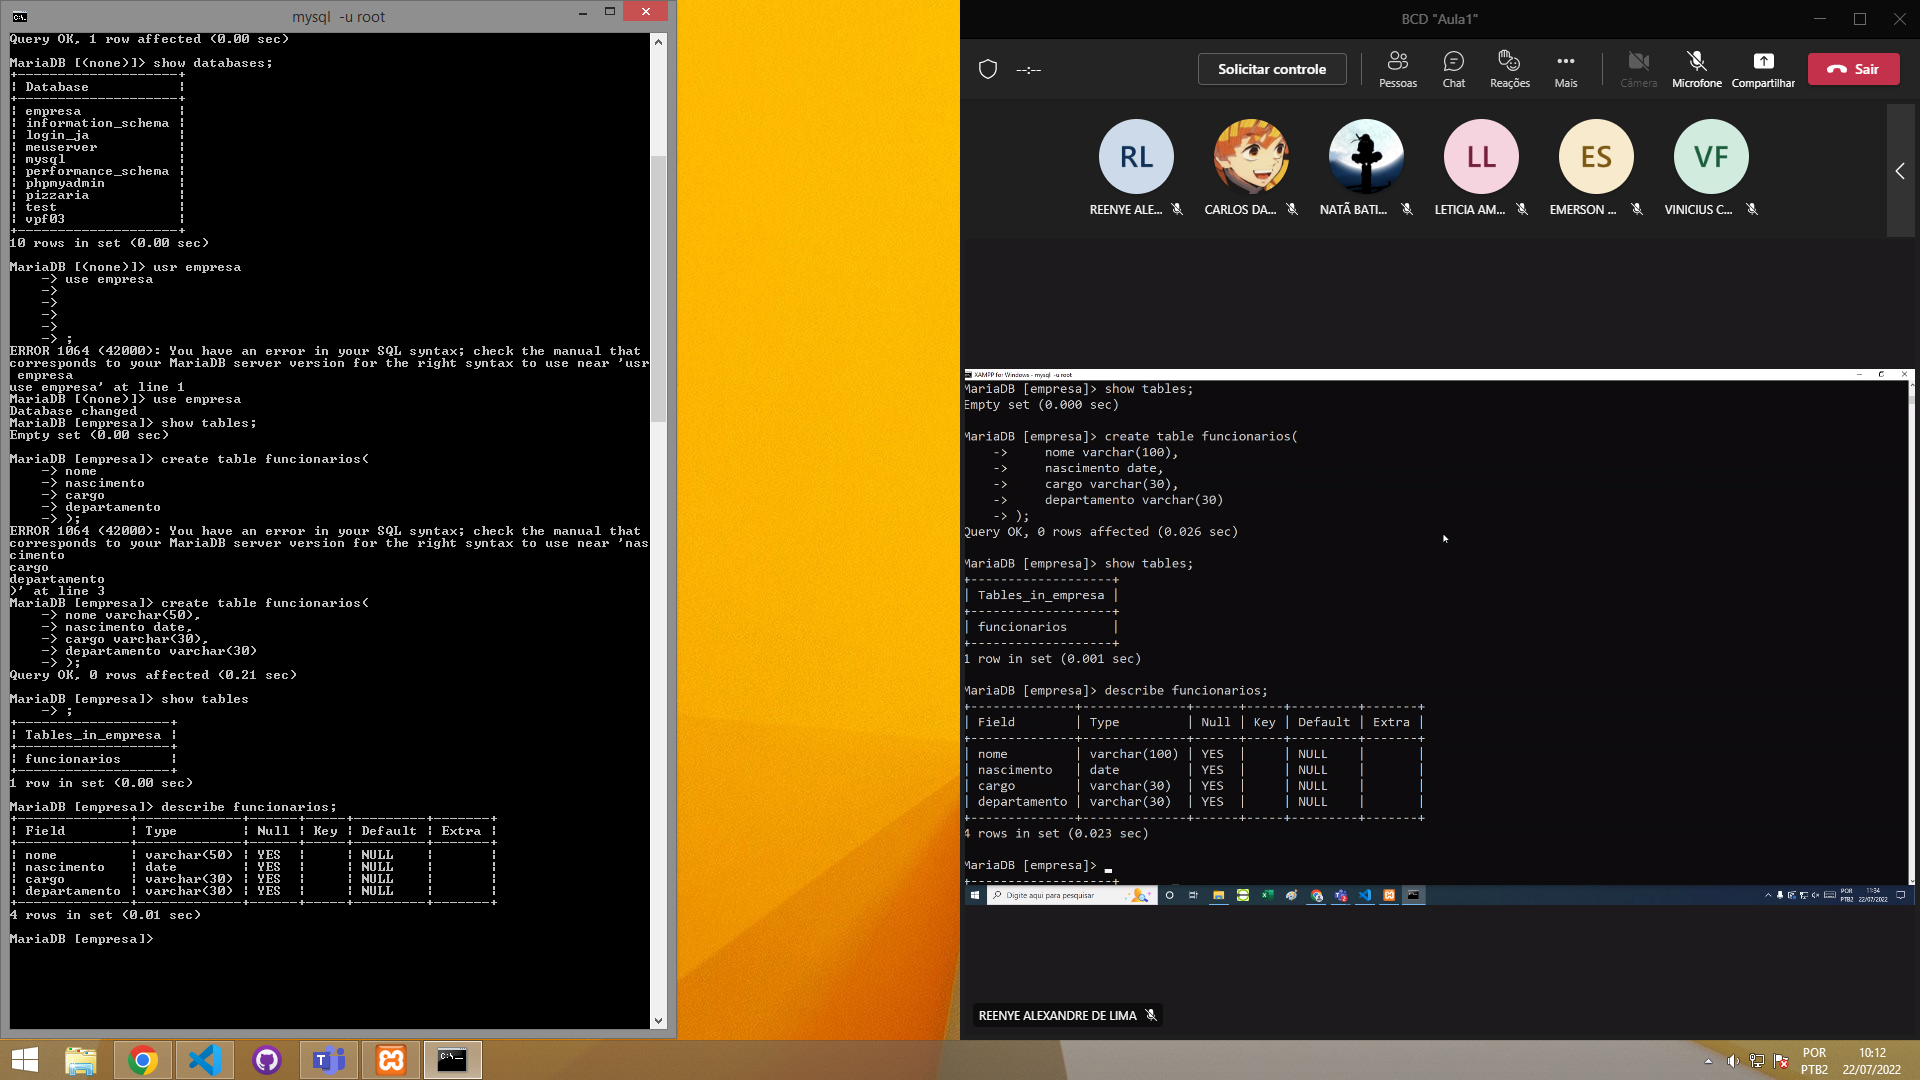 mysql  -u root
Query OK, 1 row affected (0.00 sec)
MariaDB [(none)]> show databases;
+--------------------+
| Database           |
+--------------------+
| empresa            |
| information_schema |
| login_ja           |
| meuserver          |
| mysql              |
| performance_schema |
| phpmyadmin         |
| pizzaria           |
| test               |
| vpf03              |
+--------------------+
10 rows in set (0.00 sec)
MariaDB [(none)]> usr empresa
    -> use empresa
    ->
    ->
    ->
    ->
    -> ;
ERROR 1064 (42000): You have an error in your SQL syntax; check the manual that
corresponds to your MariaDB server version for the right syntax to use near 'usr
 empresa
use empresa' at line 1
MariaDB [(none)]> use empresa
Database changed
MariaDB [empresa]> show tables;
Empty set (0.00 sec)
MariaDB [empresa]> create table funcionarios(
    -> nome
    -> nascimento
    -> cargo
    -> departamento
    -> );
ERROR 1064 (42000): You have an error in your SQL syntax; check the manual that
corresponds to your MariaDB server version for the right syntax to use near 'nas
cimento
cargo
departamento
)' at line 3
MariaDB [empresa]> create table funcionarios(
    -> nome varchar(50),
    -> nascimento date,
    -> cargo varchar(30),
    -> departamento varchar(30)
    -> );
Query OK, 0 rows affected (0.21 sec)
MariaDB [empresa]> show tables
    -> ;
+-------------------+
| Tables_in_empresa |
+-------------------+
| funcionarios      |
+-------------------+
1 row in set (0.00 sec)
MariaDB [empresa]> describe funcionarios;
+--------------+-------------+------+-----+---------+-------+
| Field        | Type        | Null | Key | Default | Extra |
+--------------+-------------+------+-----+---------+-------+
| nome         | varchar(50) | YES  |     | NULL    |       |
| nascimento   | date        | YES  |     | NULL    |       |
| cargo        | varchar(30) | YES  |     | NULL    |       |
| departamento | varchar(30) | YES  |     | NULL    |       |
+--------------+-------------+------+-----+---------+-------+
4 rows in set (0.01 sec)
MariaDB [empresa]>
BCD "Aula1"
--:--
Solicitar controle
Pessoas
Chat
Reações
Mais
Câmera
Microfone
Compartilhar
Sair
RL
LL
ES
VF
REENYE ALE...
CARLOS DA...
NATÃ BATI...
LETICIA AM...
EMERSON ...
VINICIUS C...
XAMPP for Windows - mysql -u root
MariaDB [empresa]> show tables;
Empty set (0.000 sec)
MariaDB [empresa]> create table funcionarios(
    ->     nome varchar(100),
    ->     nascimento date,
    ->     cargo varchar(30),
    ->     departamento varchar(30)
    -> );
Query OK, 0 rows affected (0.026 sec)
MariaDB [empresa]> show tables;
+-------------------+
| Tables_in_empresa |
+-------------------+
| funcionarios      |
+-------------------+
1 row in set (0.001 sec)
MariaDB [empresa]> describe funcionarios;
+--------------+--------------+------+-----+---------+-------+
| Field        | Type         | Null | Key | Default | Extra |
+--------------+--------------+------+-----+---------+-------+
| nome         | varchar(100) | YES  |     | NULL    |       |
| nascimento   | date         | YES  |     | NULL    |       |
| cargo        | varchar(30)  | YES  |     | NULL    |       |
| departamento | varchar(30)  | YES  |     | NULL    |       |
+--------------+--------------+------+-----+---------+-------+
4 rows in set (0.023 sec)
MariaDB [empresa]>
+-------------------+
Digite aqui para pesquisar
POR
PTB2
11:34
22/07/2022
REENYE ALEXANDRE DE LIMA
POR
PTB2
10:12
22/07/2022